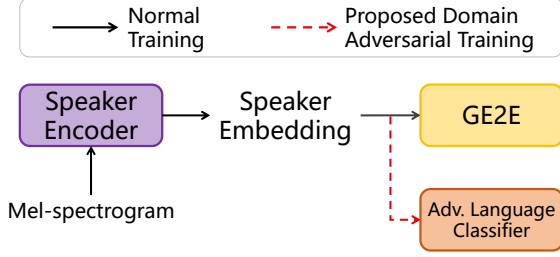 Normal
Training
Proposed Domain
Adversarial Training
Speaker
Encoder
Speaker
Embedding
GE2E
Mel-spectrogram
Adv. Language
Classifier